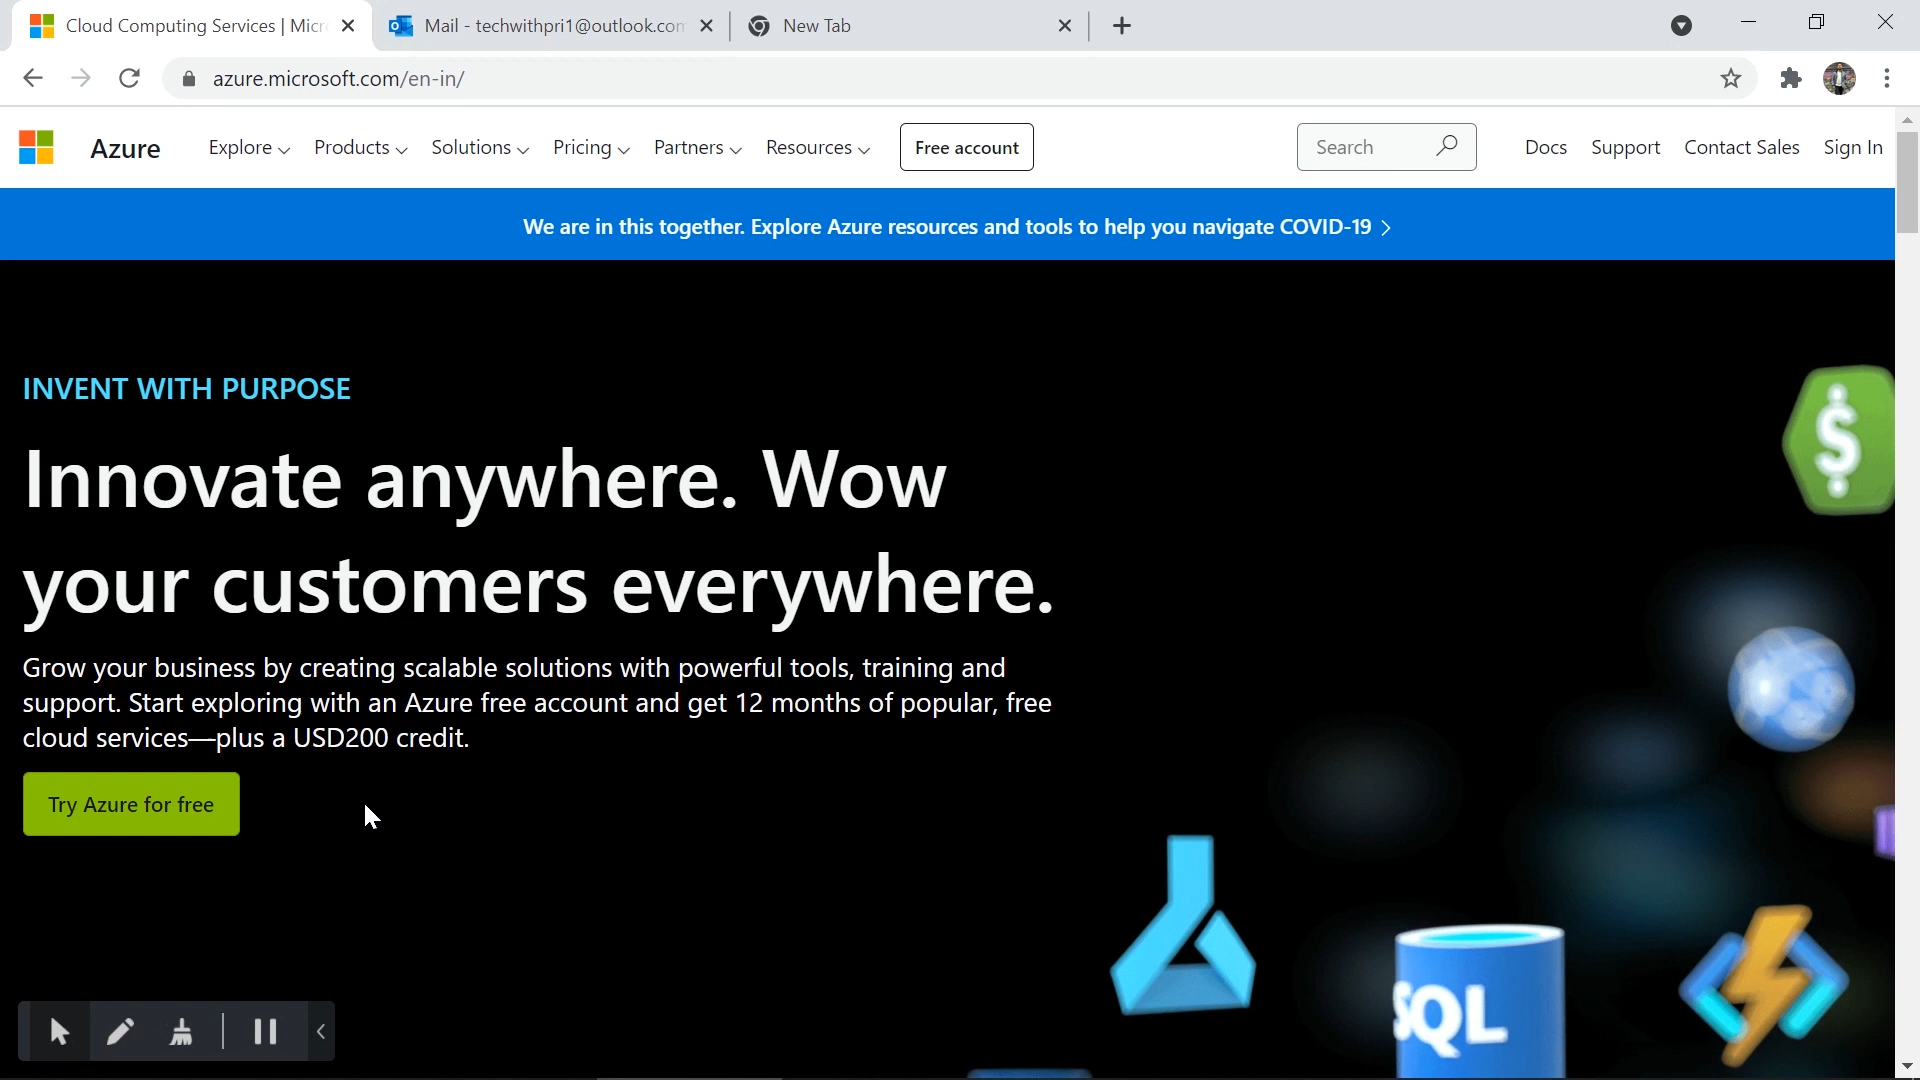 Cloud Computing Services | Micr
Mail - techwithpri1@outlook.com
New Tab
azure.microsoft.com/en-in/
Azure
Explore
Products
Solutions
Pricing
Partners
Resources
Free account
Search
Docs
Support
Contact Sales
Sign In
We are in this together. Explore Azure resources and tools to help you navigate COVID-19 >
INVENT WITH PURPOSE
Innovate anywhere. Wow
your customers everywhere.
Grow your business by creating scalable solutions with powerful tools, training and
support. Start exploring with an Azure free account and get 12 months of popular, free
cloud services—plus a USD200 credit.
Try Azure for free
$
SQL